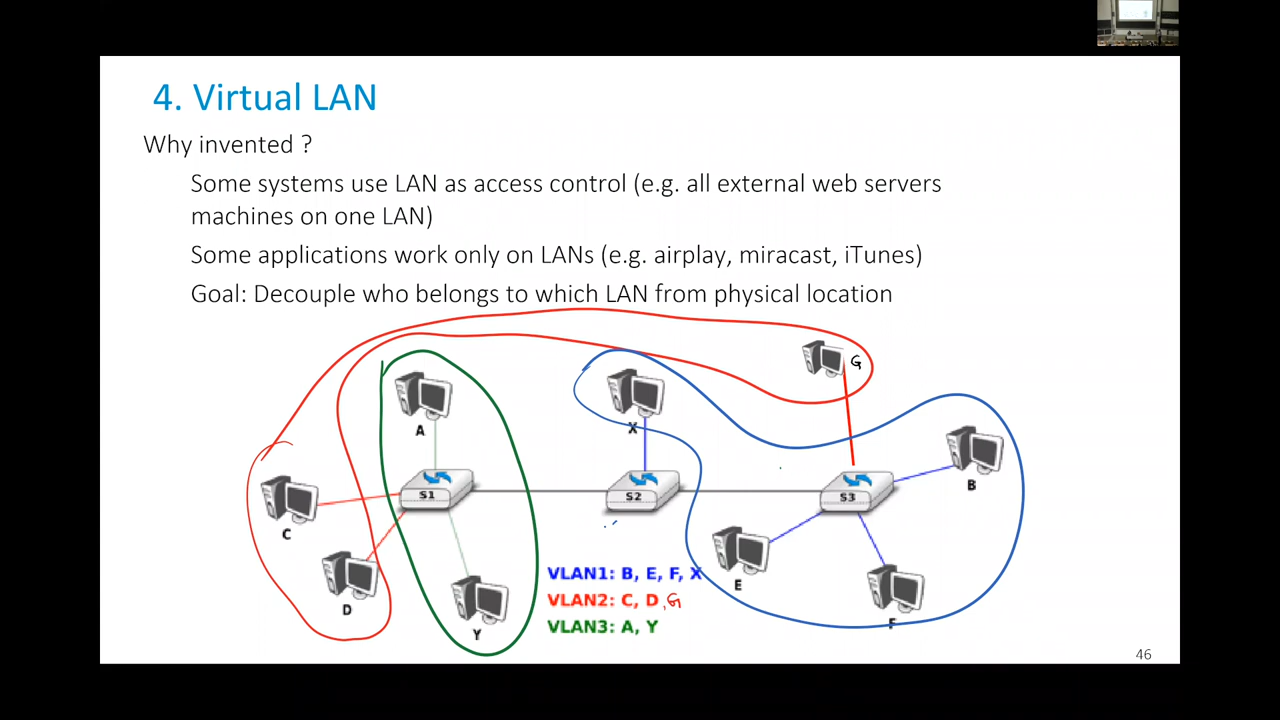 4. Virtual LAN
Why invented ?
Some systems use LAN as access control (e.g. all external web servers
machines on one LAN)
Some applications work only on LANs (e.g. airplay, miracast, iTunes)
Goal: Decouple who belongs to which LAN from physical location
G
A
X
B
S1
S2
S3
C
E
D
F
Y
VLAN1: B, E, F, X
VLAN2: C, D, G
VLAN3: A, Y
46